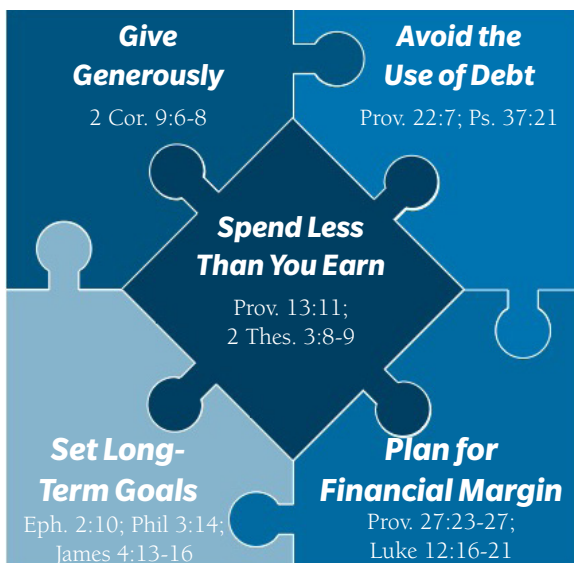 Give
Generously
2 Cor. 9:6-8
Avoid the
Use of Debt
Prov. 22:7; Ps. 37:21
Spend Less
Than You Earn
Prov. 13:11;
2 Thes. 3:8-9
Set Long-
Term Goals
Eph. 2:10; Phil 3:14;
James 4:13-16
Plan for
Financial Margin
Prov. 27:23-27;
Luke 12:16-21